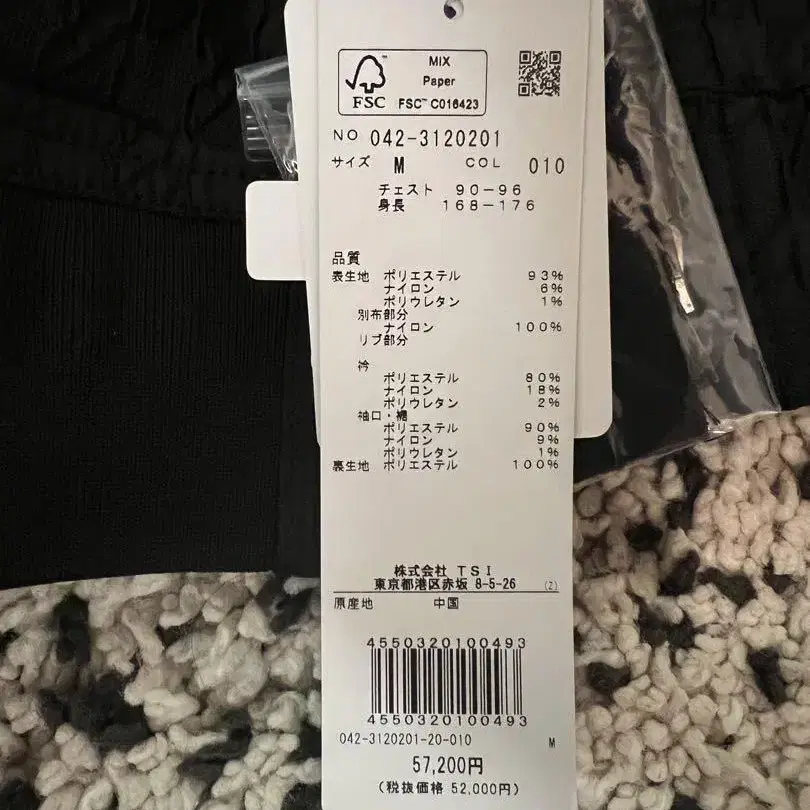 MIX
Paper
FSC™ FSC™ C016423
NO 042-3120201
サイズ M COL 010
チェスト 90-96
身長 168-176
品質
表生地 ポリエステル 93%
ナイロン 6%
ポリウレタン 1%
別布部分
ナイロン 100%
リブ部分
衿
ポリエステル 80%
ナイロン 18%
ポリウレタン 2%
袖口・裾
ポリエステル 90%
ナイロン 9%
ポリウレタン 1%
裏生地 ポリエステル 100%
株式会社 TSI
東京都港区赤坂 8-5-26 (2)
原産地 中国
4550320100493
4550320100493
042-3120201-20-010 M
57,200円
(税抜価格 52,000円)